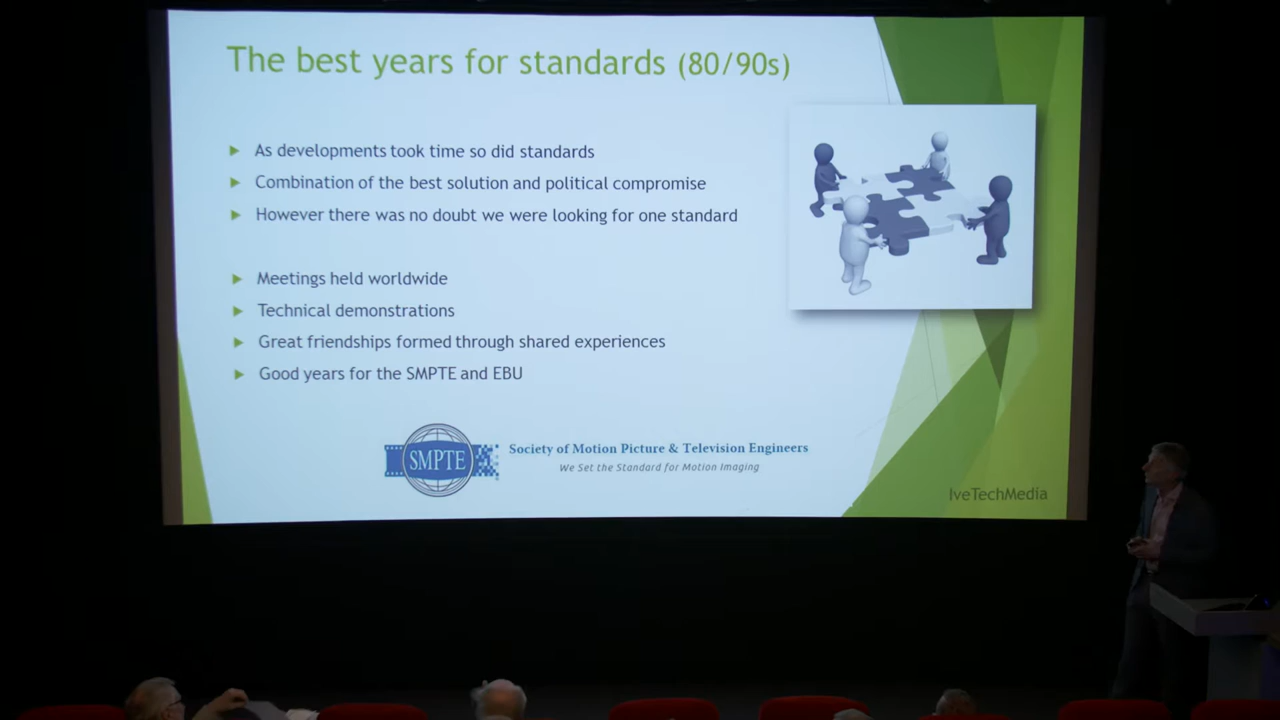 The best years for standards (80/90s)
As developments took time so did standards
Combination of the best solution and political compromise
However there was no doubt we were looking for one standard
Meetings held worldwide
Technical demonstrations
Great friendships formed through shared experiences
Good years for the SMPTE and EBU
SMPTE
Society of Motion Picture & Television Engineers
We Set the Standard for Motion Imaging
IveTechMedia